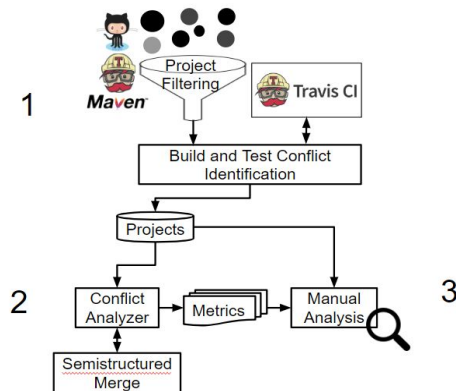 Project
Filtering
Maven™
Travis CI
1
Build and Test Conflict
Identification
Projects
2
Conflict
Analyzer
Metrics
Manual
Analysis
3
Semistructured
Merge